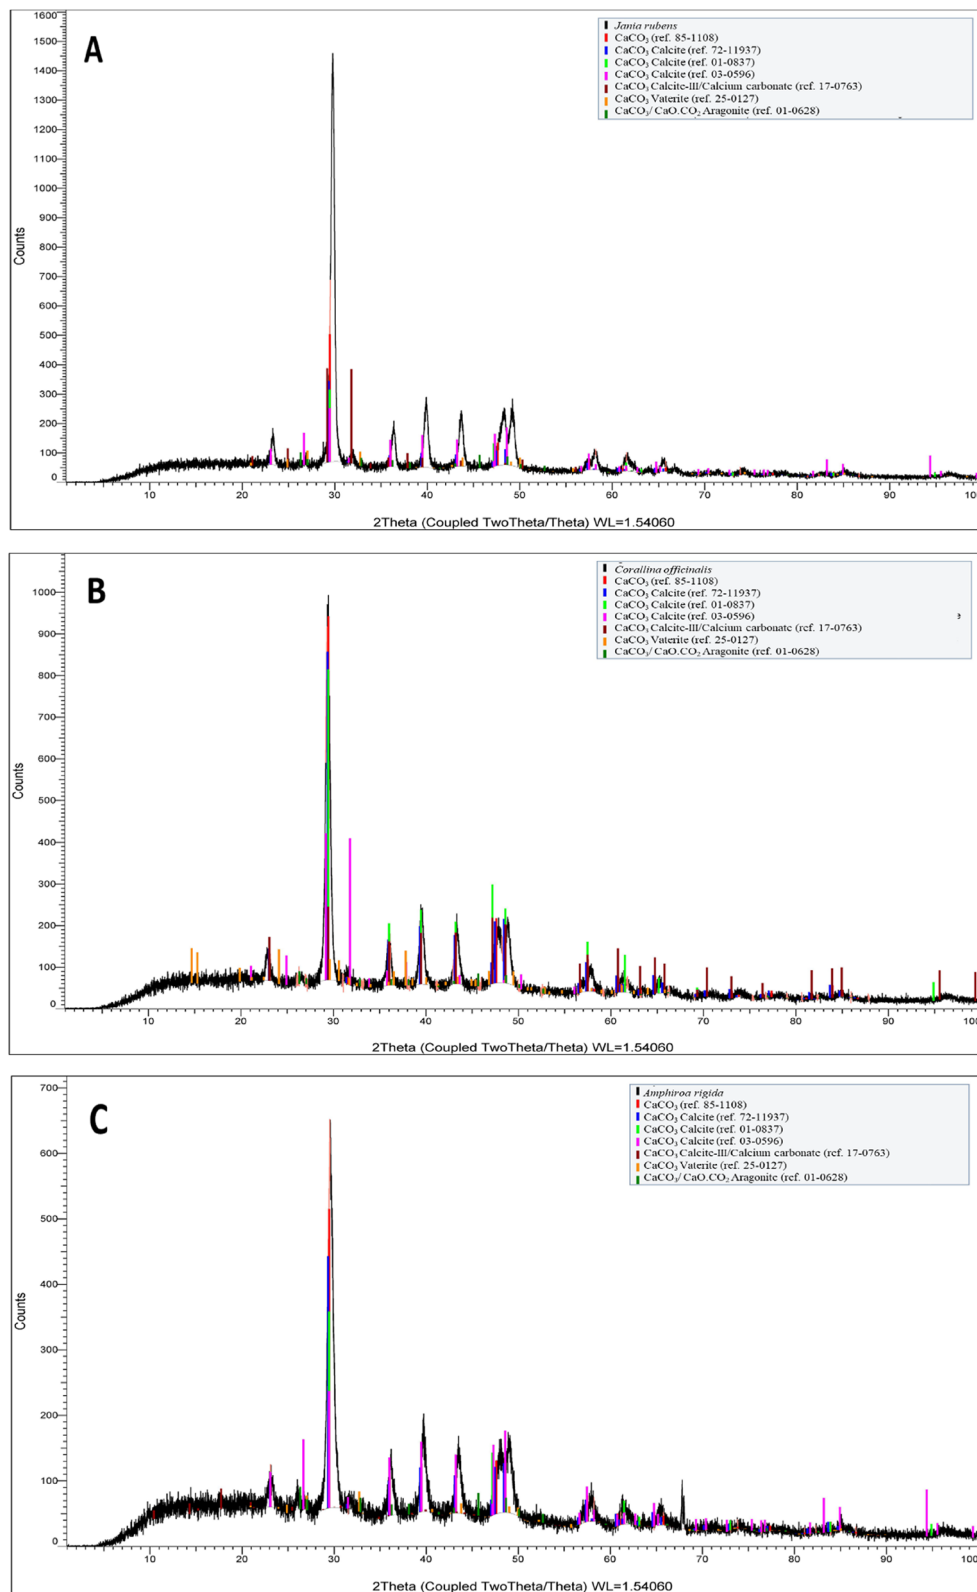 A
1600
1500
1400
1300
1200
1100
1000
900
800
700
600
500
400
300
200
100
0
Counts
Jania rubens
CaCO₃ (ref. 85-1108)
CaCO₃ Calcite (ref. 72-11937)
CaCO₃ Calcite (ref. 01-0837)
CaCO₃ Calcite (ref. 03-0596)
CaCO₃ Calcite-III/Calcium carbonate (ref. 17-0763)
CaCO₃ Vaterite (ref. 25-0127)
CaCO₃/ CaO.CO₂ Aragonite (ref. 01-0628)
10 20 30 40 50 60 70 80 90 100
2Theta (Coupled TwoTheta/Theta) WL=1.54060
B
1000
900
800
700
600
500
400
300
200
100
0
Counts
Corallina officinalis
CaCO₃ (ref. 85-1108)
CaCO₃ Calcite (ref. 72-11937)
CaCO₃ Calcite (ref. 01-0837)
CaCO₃ Calcite (ref. 03-0596)
CaCO₃ Calcite-III/Calcium carbonate (ref. 17-0763)
CaCO₃ Vaterite (ref. 25-0127)
CaCO₃/ CaO.CO₂ Aragonite (ref. 01-0628)
10 20 30 40 50 60 70 80 90 100
2Theta (Coupled TwoTheta/Theta) WL=1.54060
C
700
600
500
400
300
200
100
0
Counts
Amphiroa rigida
CaCO₃ (ref. 85-1108)
CaCO₃ Calcite (ref. 72-11937)
CaCO₃ Calcite (ref. 01-0837)
CaCO₃ Calcite (ref. 03-0596)
CaCO₃ Calcite-III/Calcium carbonate (ref. 17-0763)
CaCO₃ Vaterite (ref. 25-0127)
CaCO₃/ CaO.CO₂ Aragonite (ref. 01-0628)
10 20 30 40 50 60 70 80 90 100
2Theta (Coupled TwoTheta/Theta) WL=1.54060